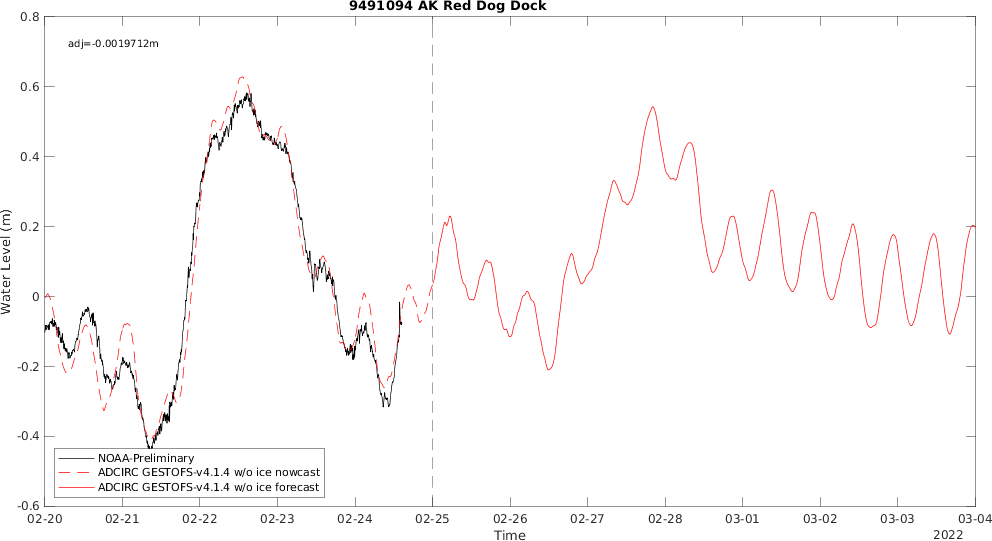 9491094 AK Red Dog Dock
0.8
adj=-0.0019712m
0.6
0.4
0.2
0
-0.2
-0.4
-0.6
Water Level (m)
NOAA-Preliminary
ADCIRC GESTOFS-v4.1.4 w/o ice nowcast
ADCIRC GESTOFS-v4.1.4 w/o ice forecast
02-20 02-21 02-22 02-23 02-24 02-25 02-26 02-27 02-28 03-01 03-02 03-03 03-04
Time
2022